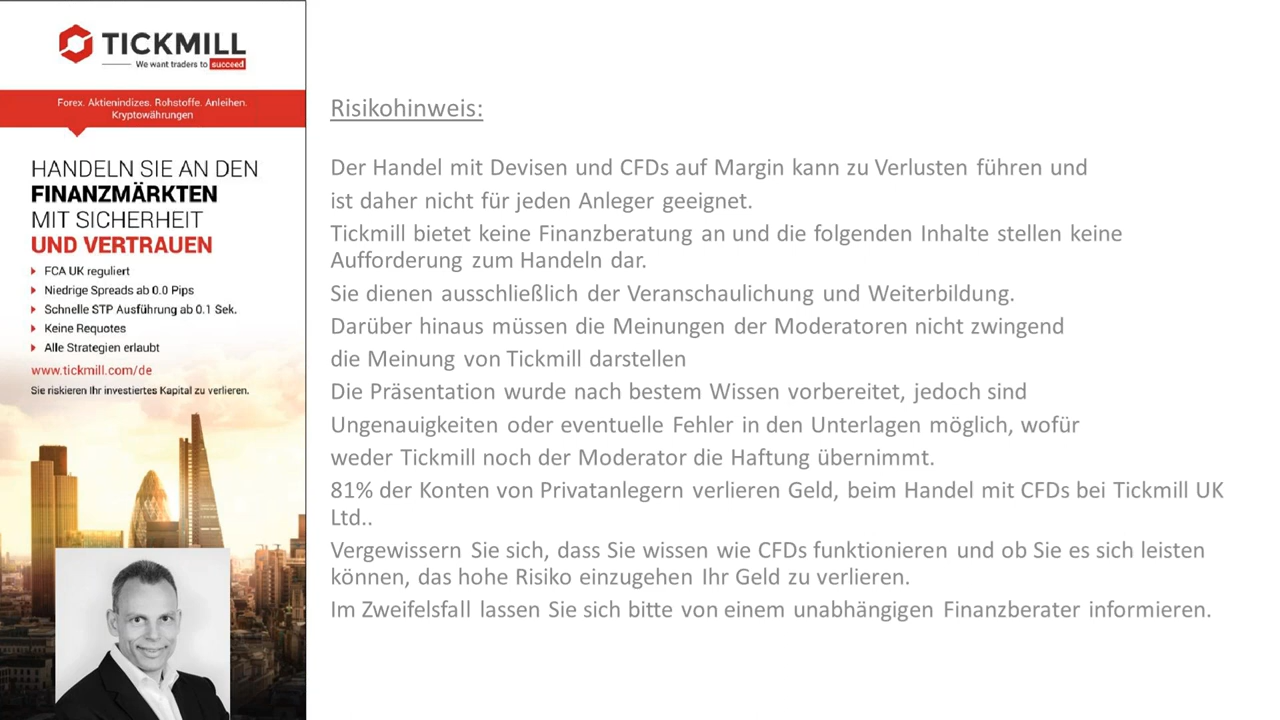 TICKMILL
We want traders to succeed
Forex. Aktienindizes. Rohstoffe. Anleihen.
Kryptowährungen
HANDELN SIE AN DEN
FINANZMÄRKTEN
MIT SICHERHEIT
UND VERTRAUEN
FCA UK reguliert
Niedrige Spreads ab 0.0 Pips
Schnelle STP Ausführung ab 0.1 Sek.
Keine Requotes
Alle Strategien erlaubt
www.tickmill.com/de
Sie riskieren Ihr investiertes Kapital zu verlieren.
Risikohinweis:
Der Handel mit Devisen und CFDs auf Margin kann zu Verlusten führen und
ist daher nicht für jeden Anleger geeignet.
Tickmill bietet keine Finanzberatung an und die folgenden Inhalte stellen keine
Aufforderung zum Handeln dar.
Sie dienen ausschließlich der Veranschaulichung und Weiterbildung.
Darüber hinaus müssen die Meinungen der Moderatoren nicht zwingend
die Meinung von Tickmill darstellen
Die Präsentation wurde nach bestem Wissen vorbereitet, jedoch sind
Ungenauigkeiten oder eventuelle Fehler in den Unterlagen möglich, wofür
weder Tickmill noch der Moderator die Haftung übernimmt.
81% der Konten von Privatanlegern verlieren Geld, beim Handel mit CFDs bei Tickmill UK
Ltd..
Vergewissern Sie sich, dass Sie wissen wie CFDs funktionieren und ob Sie es sich leisten
können, das hohe Risiko einzugehen Ihr Geld zu verlieren.
Im Zweifelsfall lassen Sie sich bitte von einem unabhängigen Finanzberater informieren.